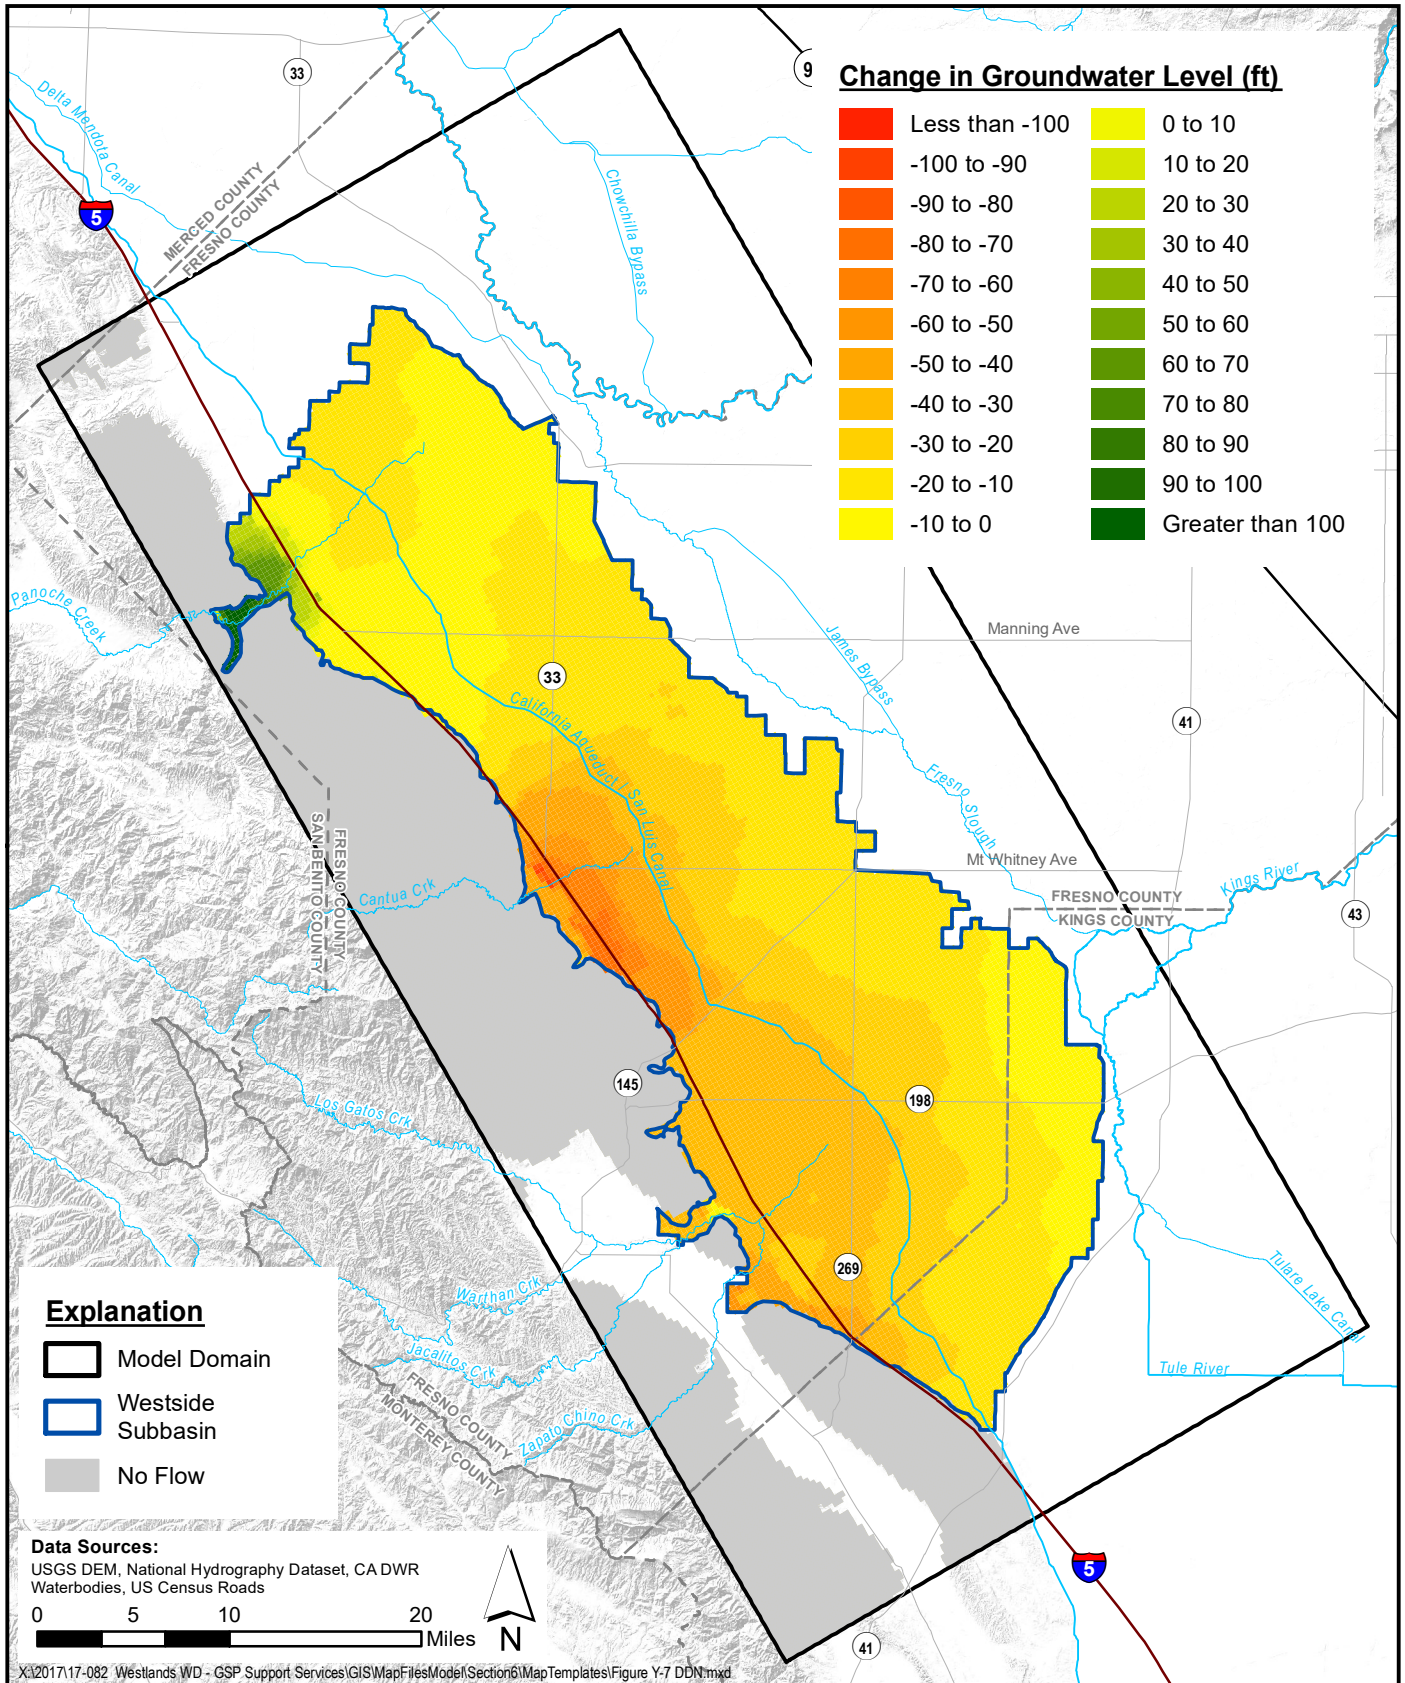 Change in Groundwater Level (ft)
Less than -100
-100 to -90
-90 to -80
-80 to -70
-70 to -60
-60 to -50
-50 to -40
-40 to -30
-30 to -20
-20 to -10
-10 to 0
0 to 10
10 to 20
20 to 30
30 to 40
40 to 50
50 to 60
60 to 70
70 to 80
80 to 90
90 to 100
Greater than 100
33
9
Delta Mendota Canal
5
MERCED COUNTY
FRESNO COUNTY
Chowchilla Bypass
Panoche Creek
James Bypass
Manning Ave
33
41
California Aqueduct / San Luis Canal
Fresno Slough
FRESNO COUNTY
SAN BENITO COUNTY
Mt Whitney Ave
Cantua Crk
FRESNO COUNTY
KINGS COUNTY
Kings River
43
145
198
Los Gatos Crk
269
Warthan Crk
Jacalitos Crk
Zapato Chino Crk
FRESNO COUNTY
MONTEREY COUNTY
Tulare Lake Canal
Tule River
5
41
Explanation
Model Domain
Westside
Subbasin
No Flow
Data Sources:
USGS DEM, National Hydrography Dataset, CA DWR
Waterbodies, US Census Roads
0 5 10 20
Miles
N
X:\2017\17-082 Westlands WD - GSP Support Services\GIS\MapFilesModel\Section6\MapTemplates\Figure Y-7 DDN.mxd